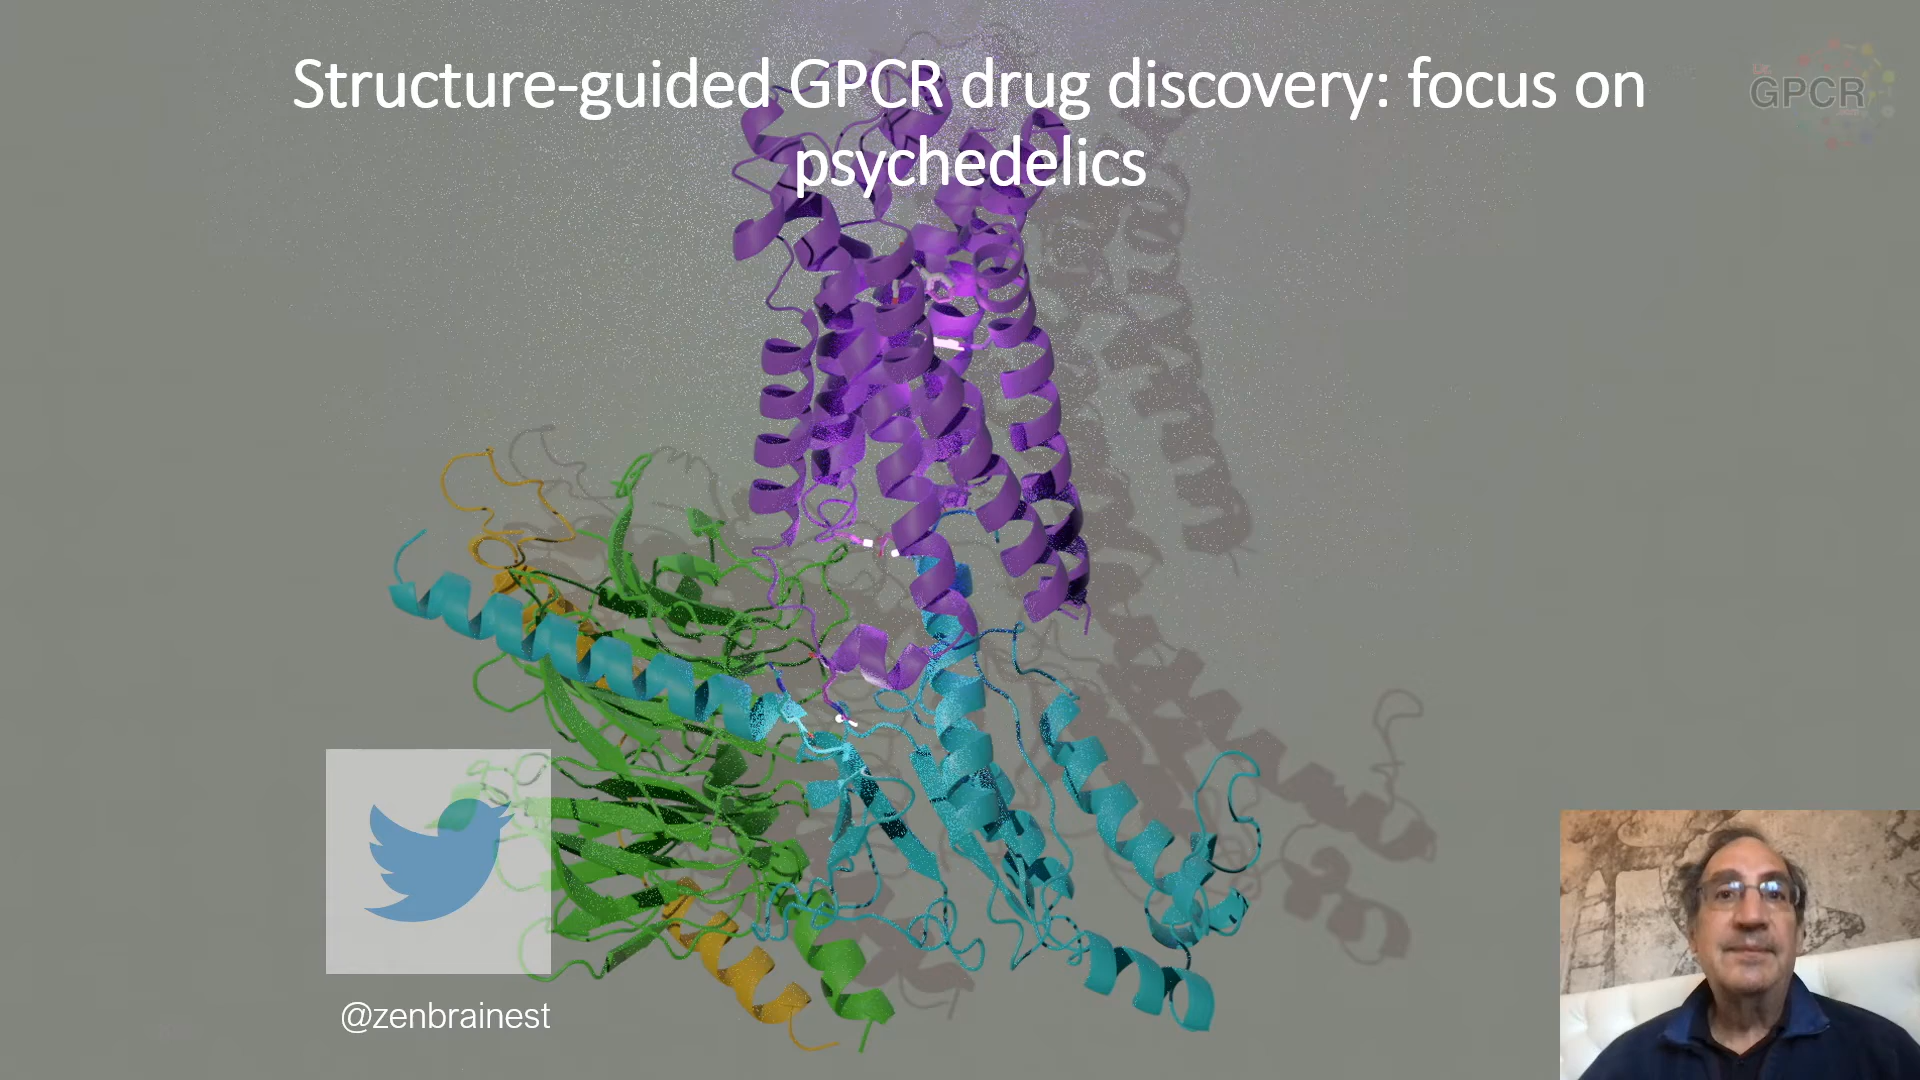 Structure-guided GPCR drug discovery: focus on
psychedelics
GPCR
@zenbrainest